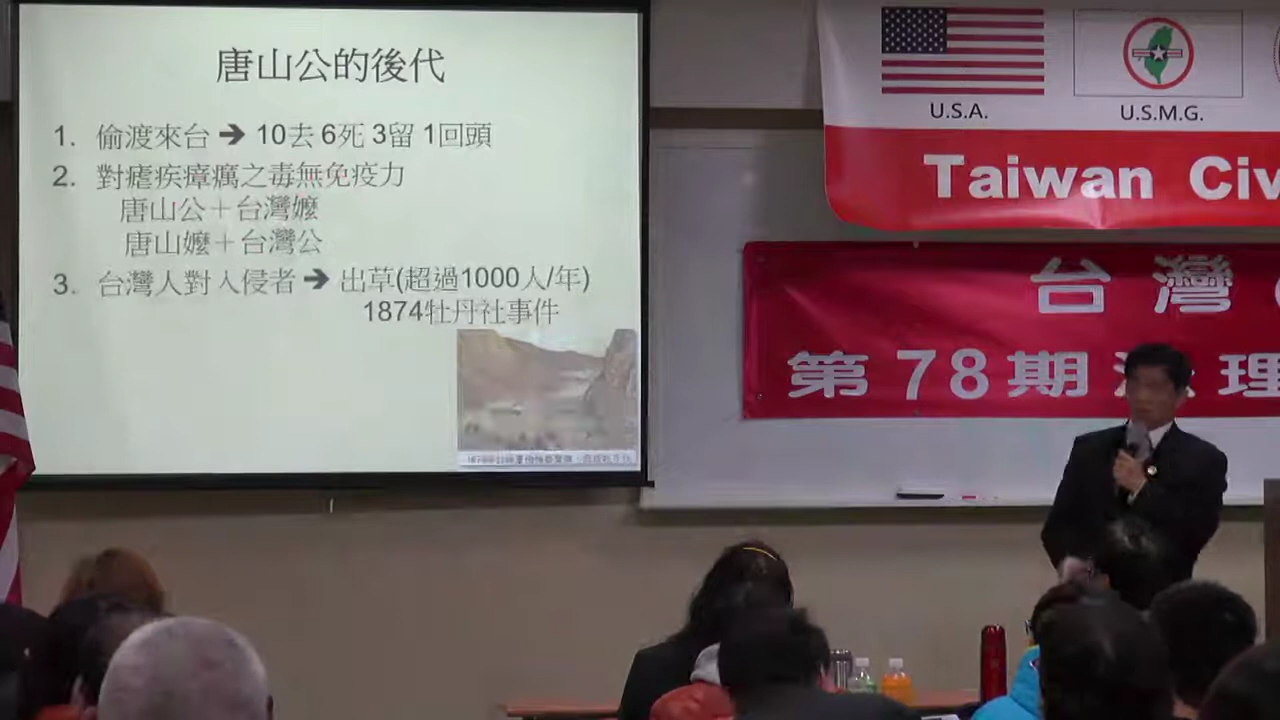 唐山公的後代
1. 偷渡來台 ➔ 10去 6死 3留 1回頭
2. 對瘧疾瘴癘之毒無免疫力
唐山公＋台灣嬤
唐山嬤＋台灣公
3. 台灣人對入侵者 ➔ 出草(超過1000人/年)
1874牡丹社事件
U.S.A.
U.S.M.G.
Taiwan Civ
台灣
第78期法理